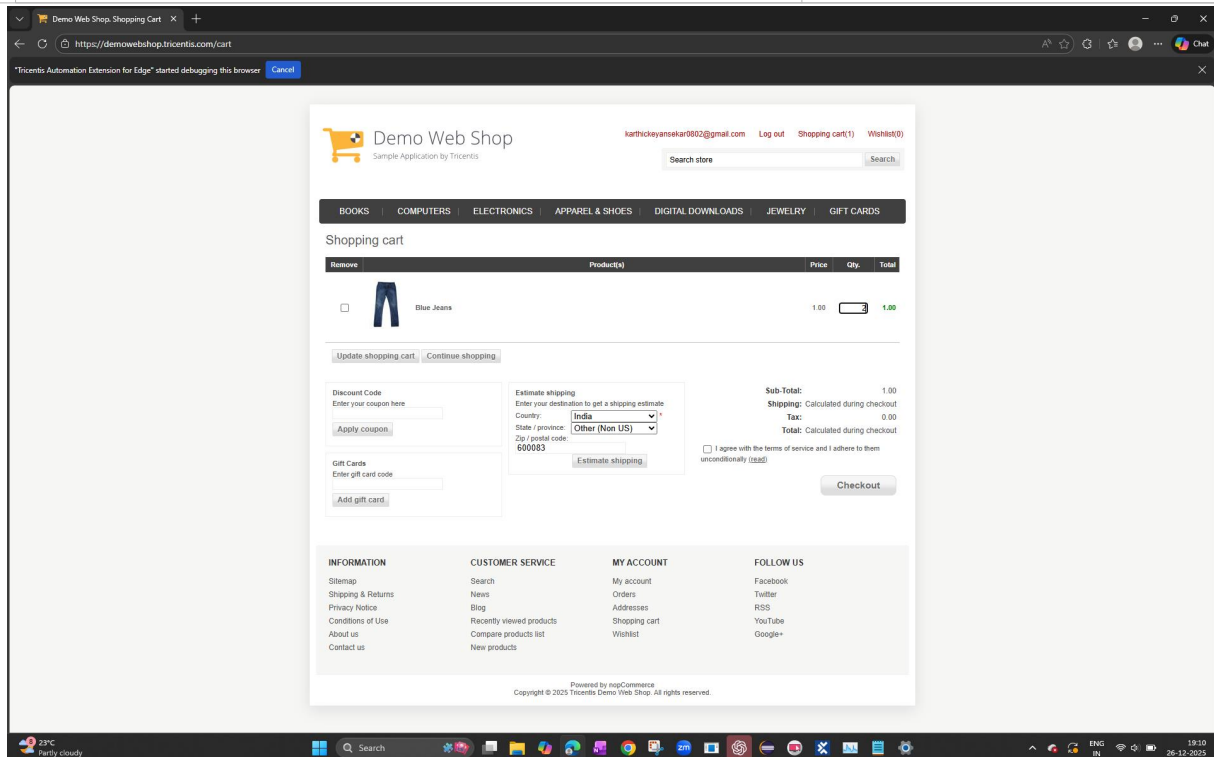 Demo Web Shop. Shopping Cart
https://demowebshop.tricentis.com/cart
Chat
"Tricentis Automation Extension for Edge" started debugging this browser Cancel
Demo Web Shop
Sample Application by Tricentis
karthickeyansekar0802@gmail.com Log out Shopping cart(1) Wishlist(0)
Search store Search
BOOKS | COMPUTERS | ELECTRONICS | APPAREL & SHOES | DIGITAL DOWNLOADS | JEWELRY | GIFT CARDS
Shopping cart
Remove Product(s) Price Qty. Total
Blue Jeans 1.00 2 1.00
Update shopping cart Continue shopping
Discount Code
Enter your coupon here
Apply coupon
Gift Cards
Enter gift card code
Add gift card
Estimate shipping
Enter your destination to get a shipping estimate
Country: India *
State / province: Other (Non US)
Zip / postal code:
600083
Estimate shipping
Sub-Total: 1.00
Shipping: Calculated during checkout
Tax: 0.00
Total: Calculated during checkout
I agree with the terms of service and I adhere to them
unconditionally (read)
Checkout
INFORMATION
Sitemap
Shipping & Returns
Privacy Notice
Blog
Conditions of Use
About us
Contact us
CUSTOMER SERVICE
Search
News
Blog
Recently viewed products
Compare products list
New products
MY ACCOUNT
My account
Orders
Addresses
Shopping cart
Wishlist
FOLLOW US
Facebook
Twitter
RSS
YouTube
Google+
Powered by nopCommerce
Copyright © 2025 Tricentis Demo Web Shop. All rights reserved.
23°C
Partly cloudy
Search
zm
ENG
IN
19:10
26-12-2025